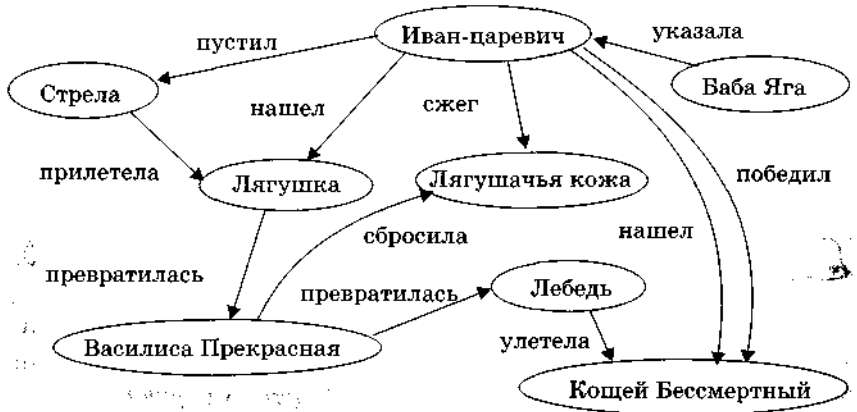 Иван-царевич
указала
пустил
Баба Яга
Стрела
нашел
сжег
прилетела
Лягушка
Лягушачья кожа
победил
сбросила
нашел
превратилась
превратилась
Лебедь
Василиса Прекрасная
улетела
Кощей Бессмертный